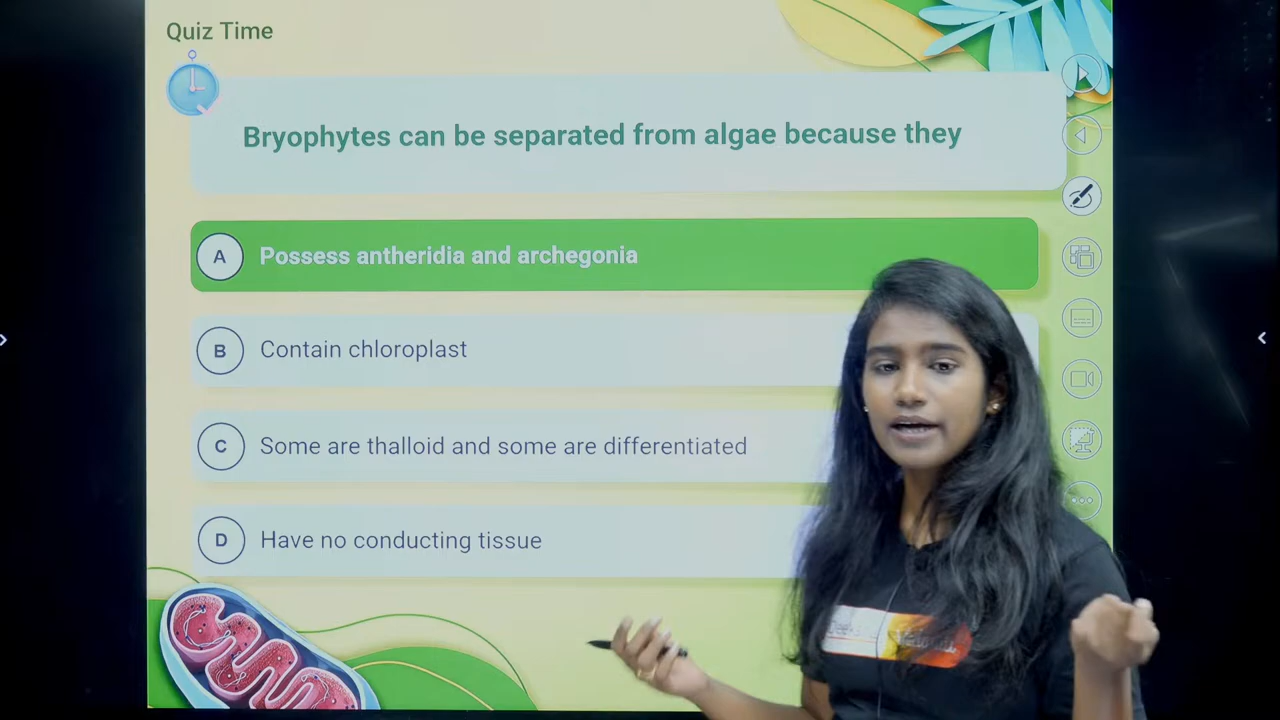 Quiz Time
Bryophytes can be separated from algae because they
A
Possess antheridia and archegonia
B
Contain chloroplast
C
Some are thalloid and some are differentiated
D
Have no conducting tissue